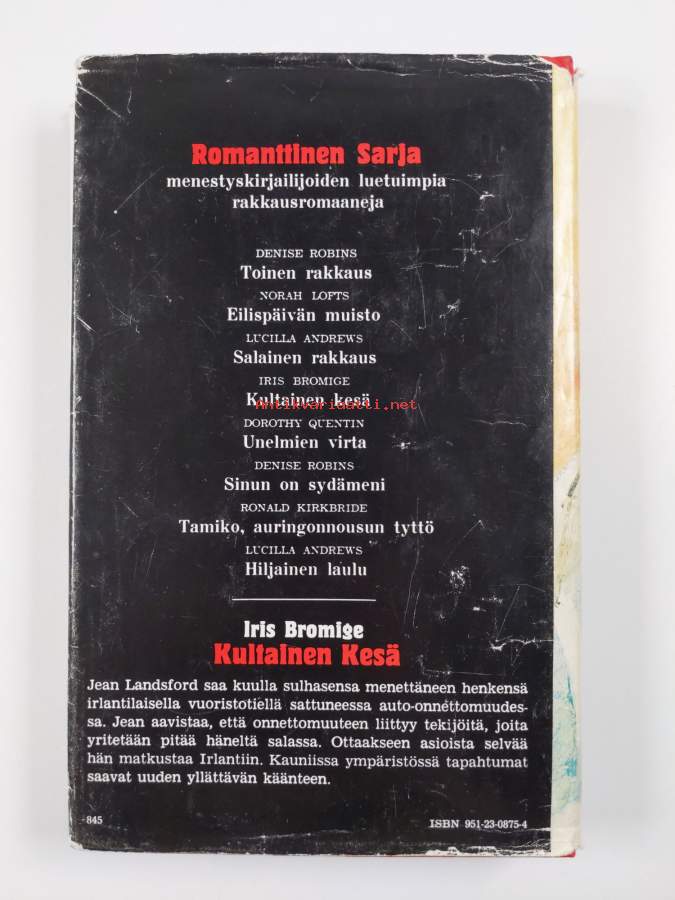 Romanttinen Sarja
menestyskirjailijoiden luetuimpia
rakkausromaaneja
DENISE ROBINS
Toinen rakkaus
NORAH LOFTS
Eilispäivän muisto
LUCILLA ANDREWS
Salainen rakkaus
IRIS BROMIGE
Kultainen kesä
Antikvariaatti.net
DOROTHY QUENTIN
Unelmien virta
DENISE ROBINS
Sinun on sydämeni
RONALD KIRKBRIDE
Tamiko, auringonnousun tyttö
LUCILLA ANDREWS
Hiljainen laulu
Iris Bromige
Kultainen Kesä
Jean Landsford saa kuulla sulhasensa menettäneen henkensä
irlantilaisella vuoristotiellä sattuneessa auto-onnettomuudes-
sa. Jean aavistaa, että onnettomuuteen liittyy tekijöitä, joita
yritetään pitää häneltä salassa. Ottaakseen asioista selvää
hän matkustaa Irlantiin. Kauniissa ympäristössä tapahtumat
saavat uuden yllättävän käänteen.
845
ISBN 951-23-0875-4